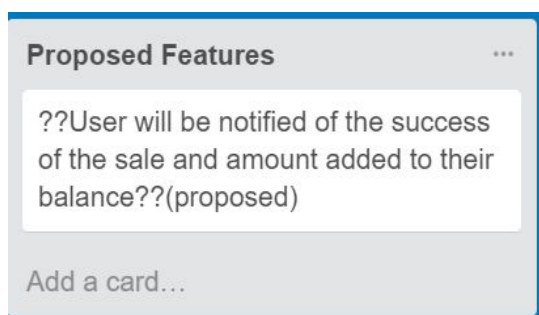 Proposed Features ...
??User will be notified of the success
of the sale and amount added to their
balance??(proposed)
Add a card...